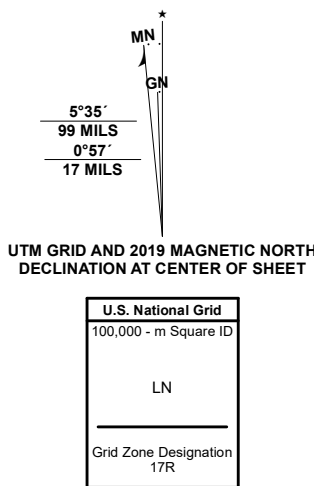 ★
MN
GN
5°35´
99 MILS
0°57´
17 MILS
UTM GRID AND 2019 MAGNETIC NORTH
DECLINATION AT CENTER OF SHEET
U.S. National Grid
100,000 - m Square ID
LN
Grid Zone Designation
17R